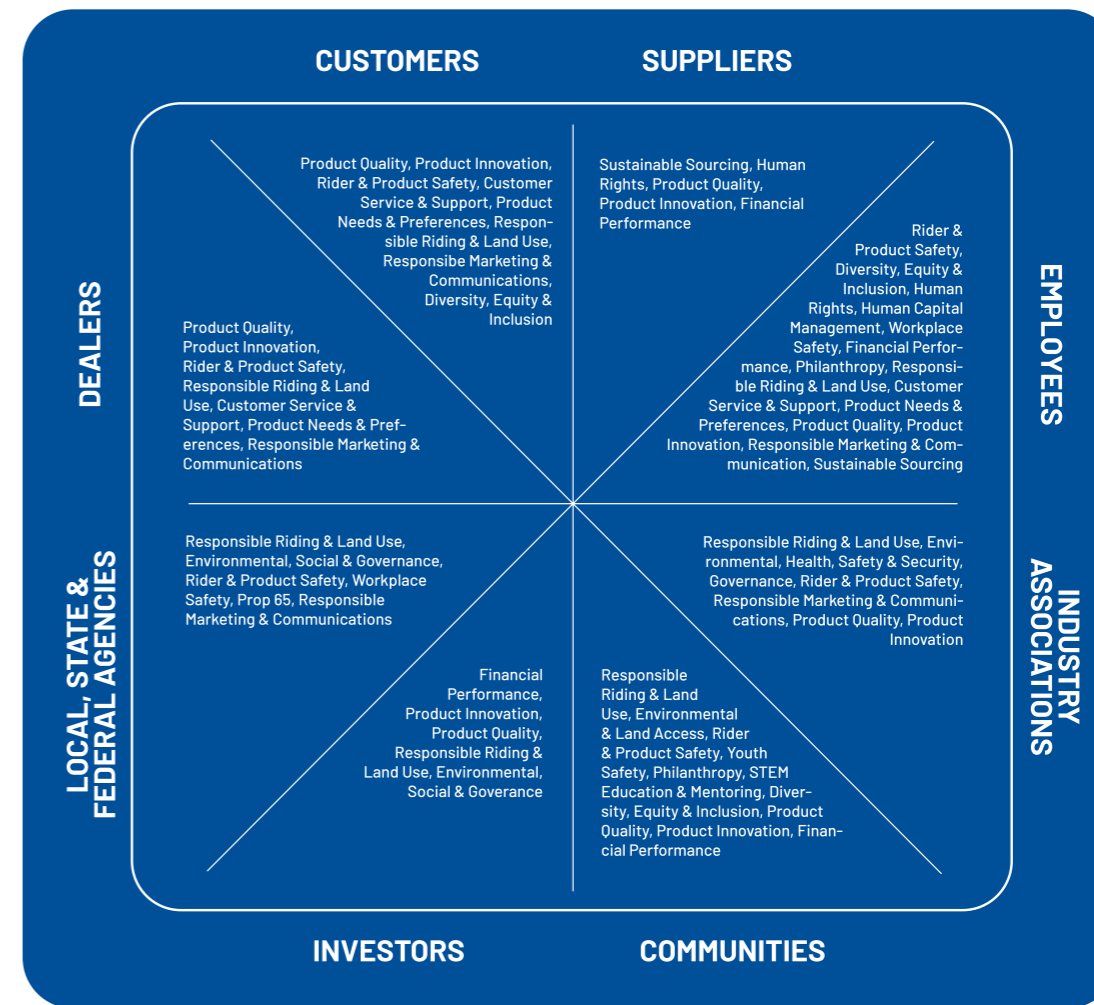 CUSTOMERS
SUPPLIERS
Product Quality, Product Innovation,
Rider & Product Safety, Customer
Service & Support, Product
Needs & Preferences, Respon-
sible Riding & Land Use,
Responsibe Marketing &
Communications,
Diversity, Equity &
Inclusion
Sustainable Sourcing, Human
Rights, Product Quality,
Product Innovation, Financial
Performance
DEALERS
Product Quality,
Product Innovation,
Rider & Product Safety,
Responsible Riding & Land
Use, Customer Service &
Support, Product Needs & Pref-
erences, Responsible Marketing &
Communications
Rider &
Product Safety,
Diversity, Equity &
Inclusion, Human
Rights, Human Capital
Management, Workplace
Safety, Financial Perfor-
mance, Philanthropy, Responsi-
ble Riding & Land Use, Customer
Service & Support, Product Needs &
Preferences, Product Quality, Product
Innovation, Responsible Marketing & Com-
munication, Sustainable Sourcing
EMPLOYEES
LOCAL, STATE &
FEDERAL AGENCIES
Responsible Riding & Land Use,
Environmental, Social & Governance,
Rider & Product Safety, Workplace
Safety, Prop 65, Responsible
Marketing & Communications
Responsible Riding & Land Use, Envi-
ronmental, Health, Safety & Security,
Governance, Rider & Product Safety,
Responsible Marketing & Communi-
cations, Product Quality, Product
Innovation
INDUSTRY
ASSOCIATIONS
Financial
Performance,
Product Innovation,
Product Quality,
Responsible Riding &
Land Use, Environmental,
Social & Goverance
Responsible
Riding & Land
Use, Environmental
& Land Access, Rider
& Product Safety, Youth
Safety, Philanthropy, STEM
Education & Mentoring, Diver-
sity, Equity & Inclusion, Product
Quality, Product Innovation, Finan-
cial Performance
INVESTORS
COMMUNITIES